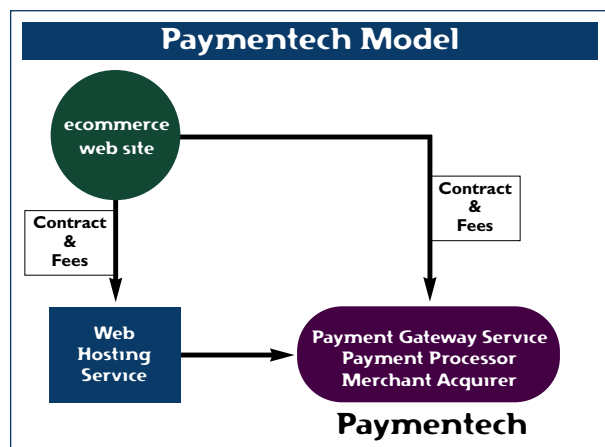 Paymentech Model
ecommerce
web site
Contract
&
Fees
Contract
&
Fees
Web
Hosting
Service
Payment Gateway Service
Payment Processor
Merchant Acquirer
Paymentech